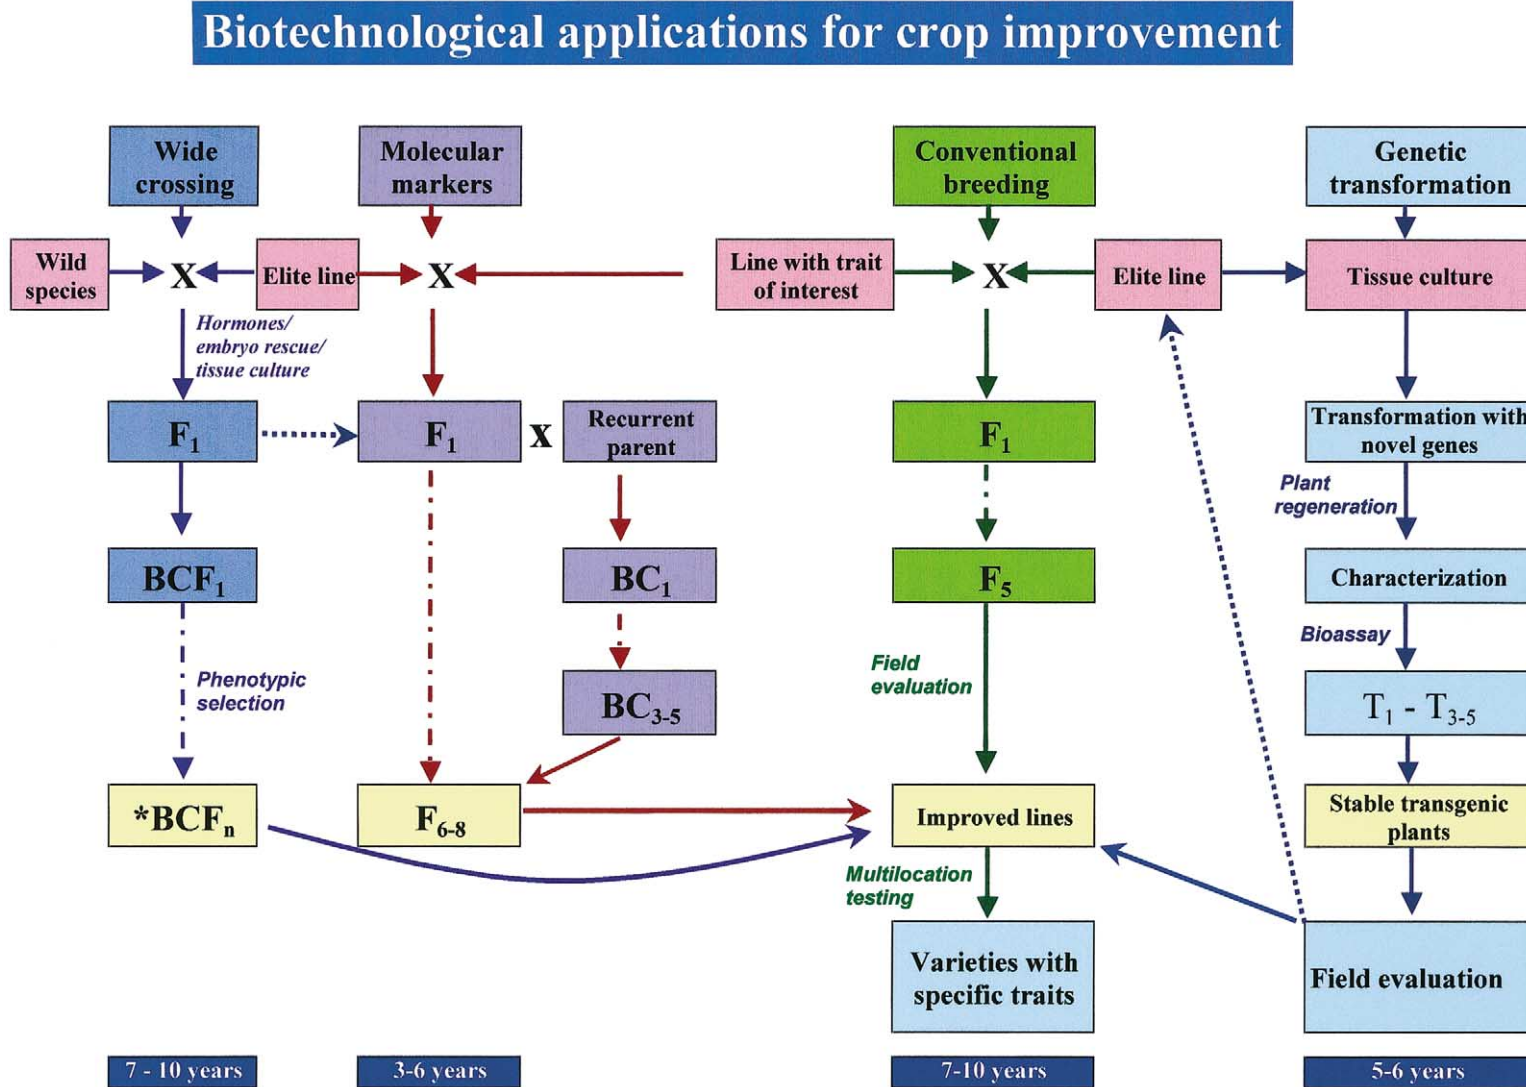 Biotechnological applications for crop improvement
Wide
crossing
Molecular
markers
Conventional
breeding
Genetic
transformation
Wild
species
X
Elite line
X
Line with trait
of interest
X
Elite line
Tissue culture
Hormones/
embryo rescue/
tissue culture
F₁
F₁
x
Recurrent
parent
F₁
Transformation with
novel genes
Plant
regeneration
BCF₁
BC₁
F₅
Characterization
Bioassay
Phenotypic
selection
BC₃₋₅
Field
evaluation
T₁ - T₃₋₅
*BCFₙ
F₆₋₈
Improved lines
Stable transgenic
plants
Multilocation
testing
Varieties with
specific traits
Field evaluation
7 - 10 years
3-6 years
7-10 years
5-6 years